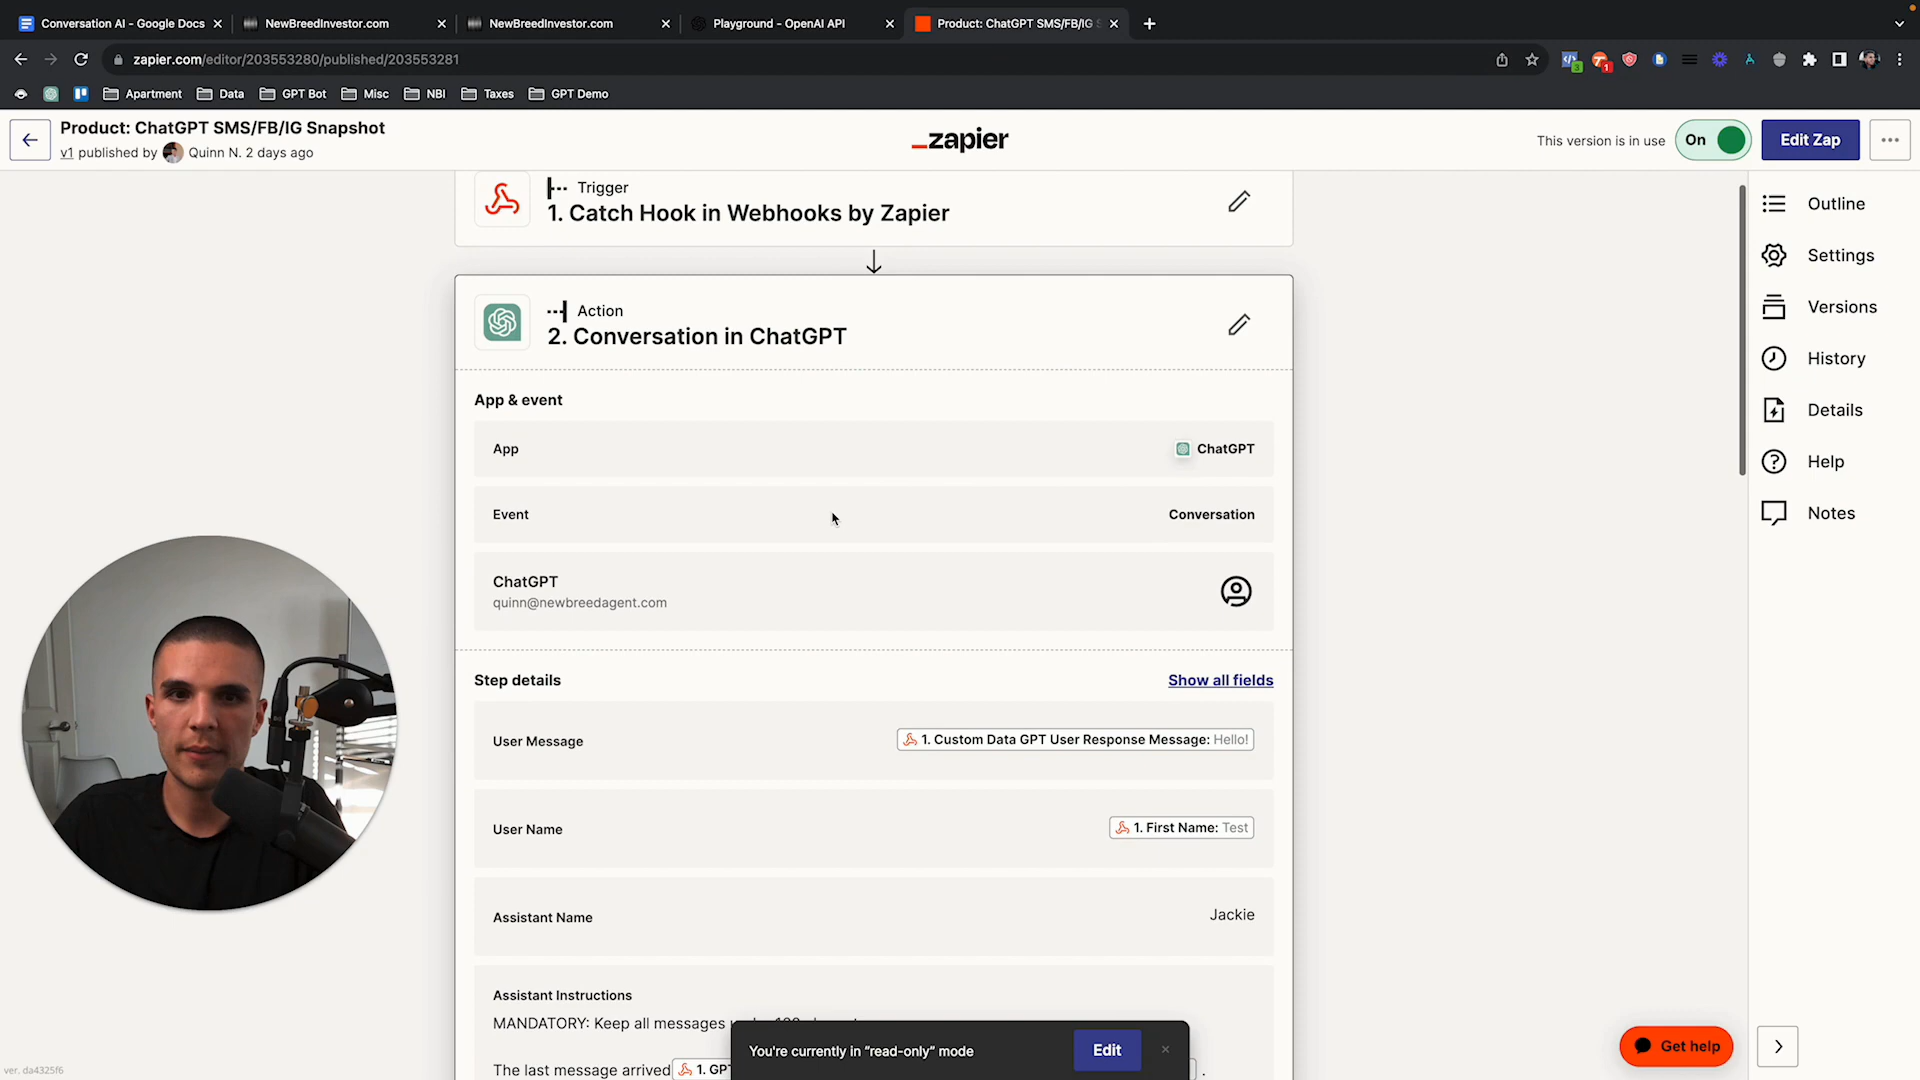 Conversation AI - Google Docs
NewBreedInvestor.com
NewBreedInvestor.com
Playground - OpenAI API
Product: ChatGPT SMS/FB/IG S
zapier.com/editor/203553280/published/203553281
3
1
Apartment
Data
GPT Bot
Misc
NBI
Taxes
GPT Demo
Product: ChatGPT SMS/FB/IG Snapshot
v1 published by Quinn N. 2 days ago
zapier
This version is in use
On
Edit Zap
Trigger
1. Catch Hook in Webhooks by Zapier
Action
2. Conversation in ChatGPT
App & event
App
ChatGPT
Event
Conversation
ChatGPT
quinn@newbreedagent.com
Step details
Show all fields
User Message
1. Custom Data GPT User Response Message: Hello!
User Name
1. First Name: Test
Assistant Name
Jackie
Assistant Instructions
MANDATORY: Keep all messages
The last message arrived 1. GPT
.
You're currently in "read-only" mode
Edit
Outline
Settings
Versions
History
Details
Help
Notes
Get help
ver. da4325f6